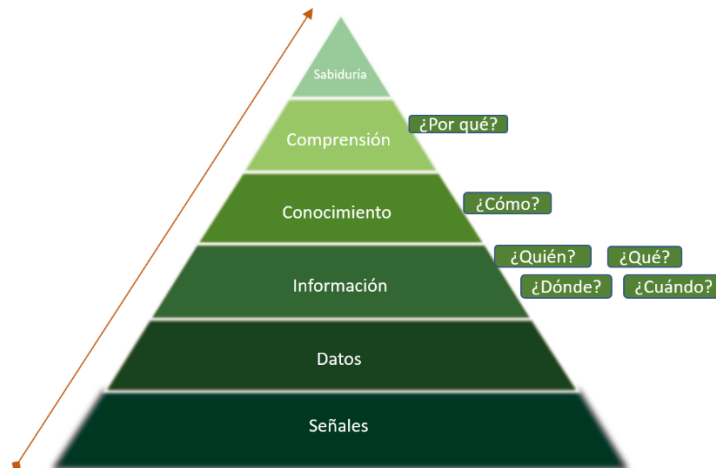 Sabiduría
Comprensión
¿Por qué?
Conocimiento
¿Cómo?
Información
¿Quién?
¿Qué?
¿Dónde?
¿Cuándo?
Datos
Señales